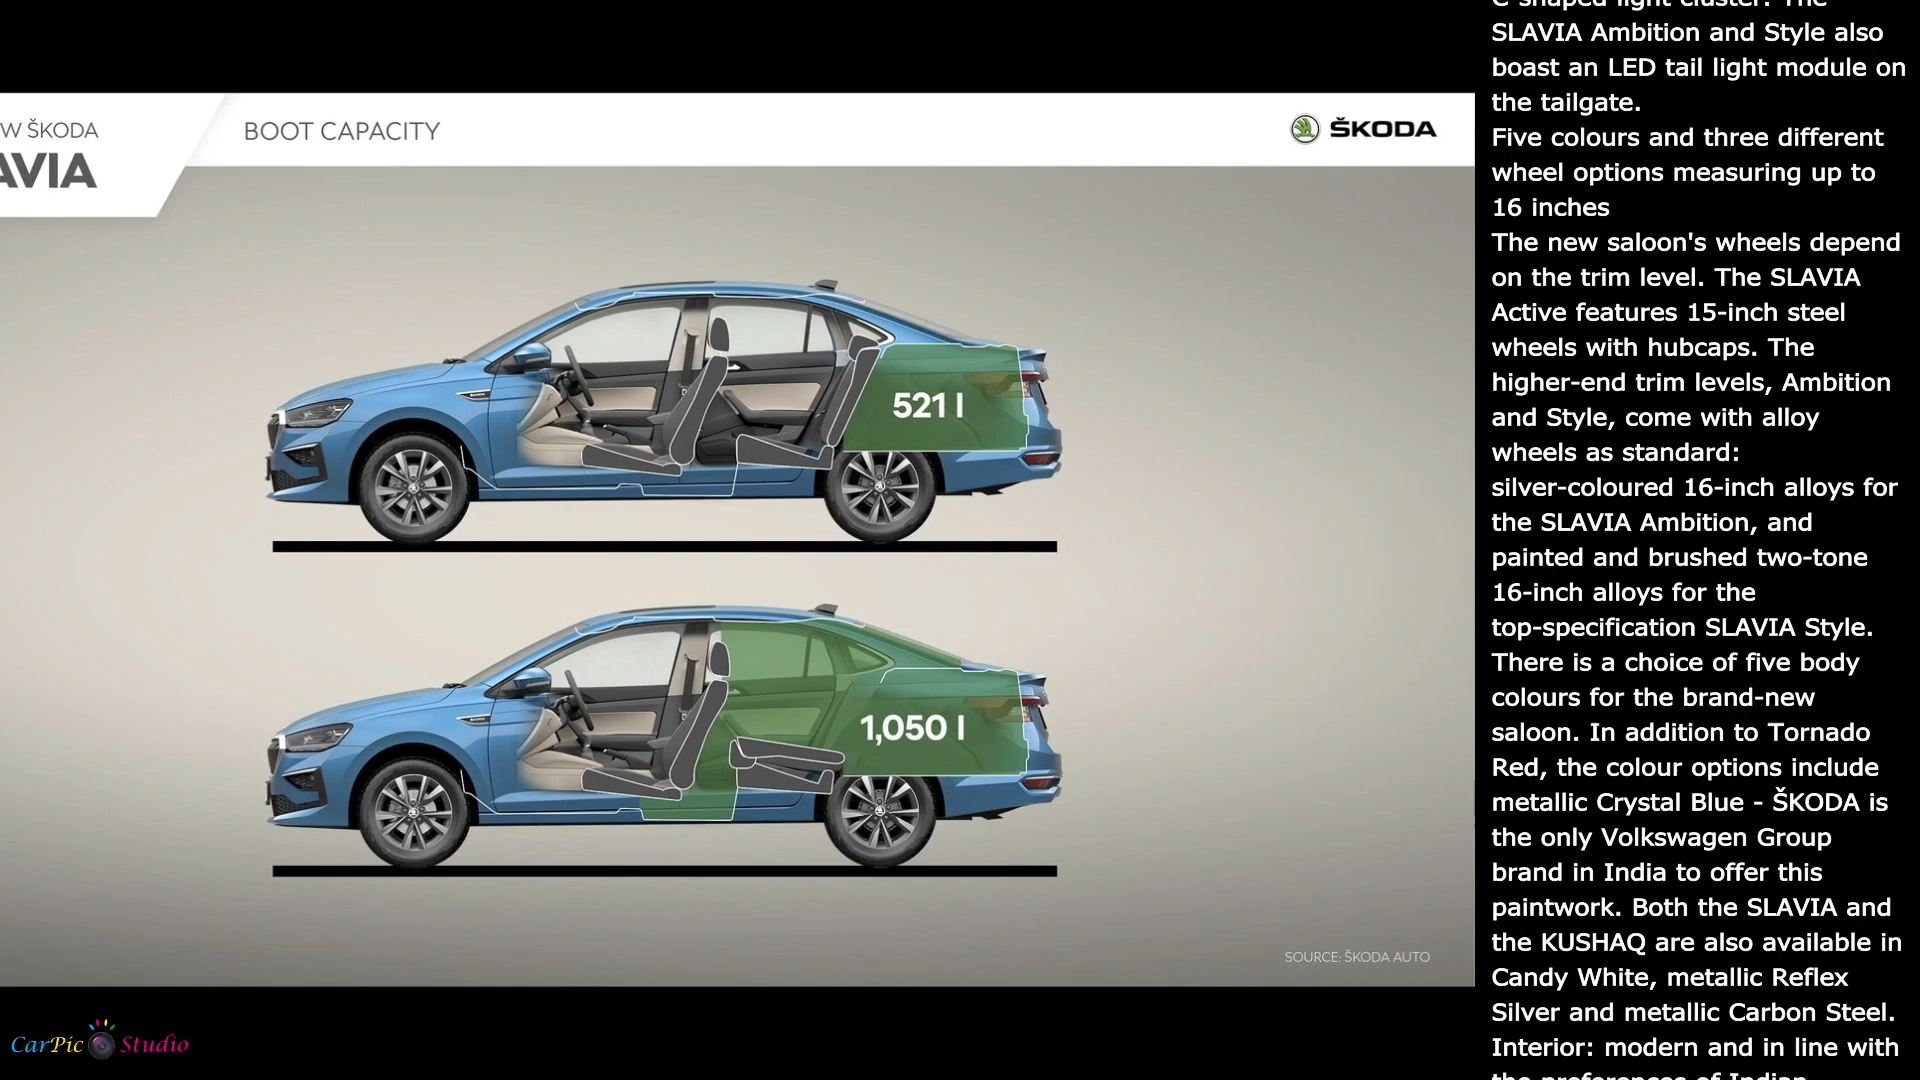 W ŠKODA
AVIA
BOOT CAPACITY
ŠKODA
521 l
1,050 l
SOURCE: ŠKODA AUTO
CarPic Studio
C-shaped light cluster. The
SLAVIA Ambition and Style also
boast an LED tail light module on
the tailgate.
Five colours and three different
wheel options measuring up to
16 inches
The new saloon's wheels depend
on the trim level. The SLAVIA
Active features 15-inch steel
wheels with hubcaps. The
higher-end trim levels, Ambition
and Style, come with alloy
wheels as standard:
silver-coloured 16-inch alloys for
the SLAVIA Ambition, and
painted and brushed two-tone
16-inch alloys for the
top-specification SLAVIA Style.
There is a choice of five body
colours for the brand-new
saloon. In addition to Tornado
Red, the colour options include
metallic Crystal Blue - ŠKODA is
the only Volkswagen Group
brand in India to offer this
paintwork. Both the SLAVIA and
the KUSHAQ are also available in
Candy White, metallic Reflex
Silver and metallic Carbon Steel.
Interior: modern and in line with
the preferences of Indian